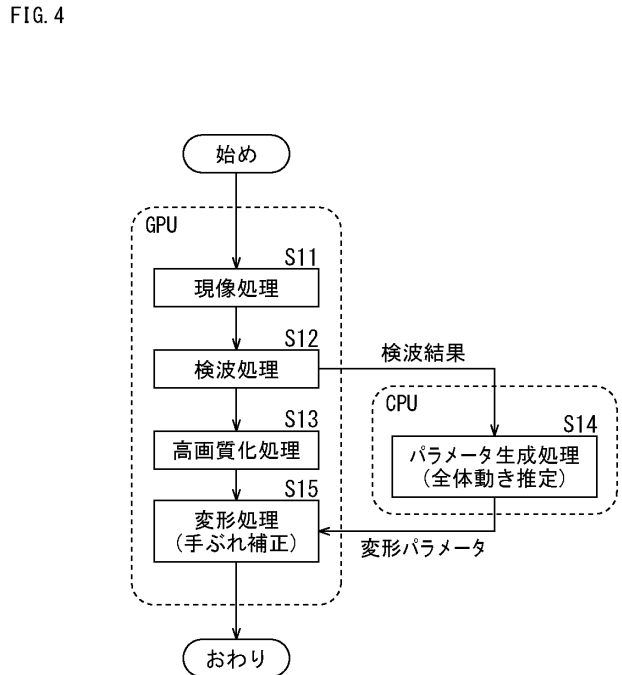 FIG. 4
始め
GPU
S11
現像処理
S12
検波処理
検波結果
CPU
S13
高画質化処理
S14
パラメータ生成処理
(全体動き推定)
S15
変形処理
(手ぶれ補正)
変形パラメータ
おわり